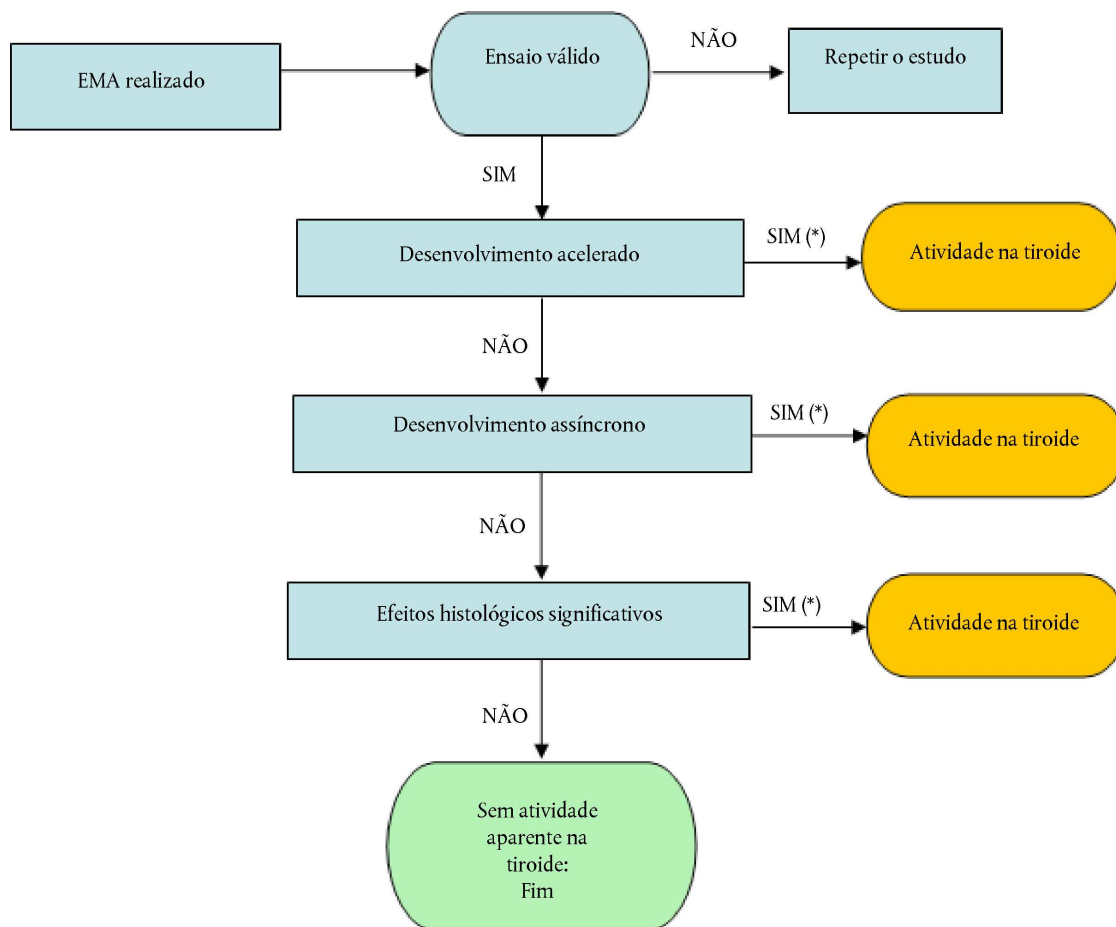 EMA realizado
Ensaio válido
NÃO
Repetir o estudo
SIM
Desenvolvimento acelerado
SIM (*)
Atividade na tiroide
NÃO
Desenvolvimento assíncrono
SIM (*)
Atividade na tiroide
NÃO
Efeitos histológicos significativos
SIM (*)
Atividade na tiroide
NÃO
Sem atividade
aparente na
tiroide:
Fim